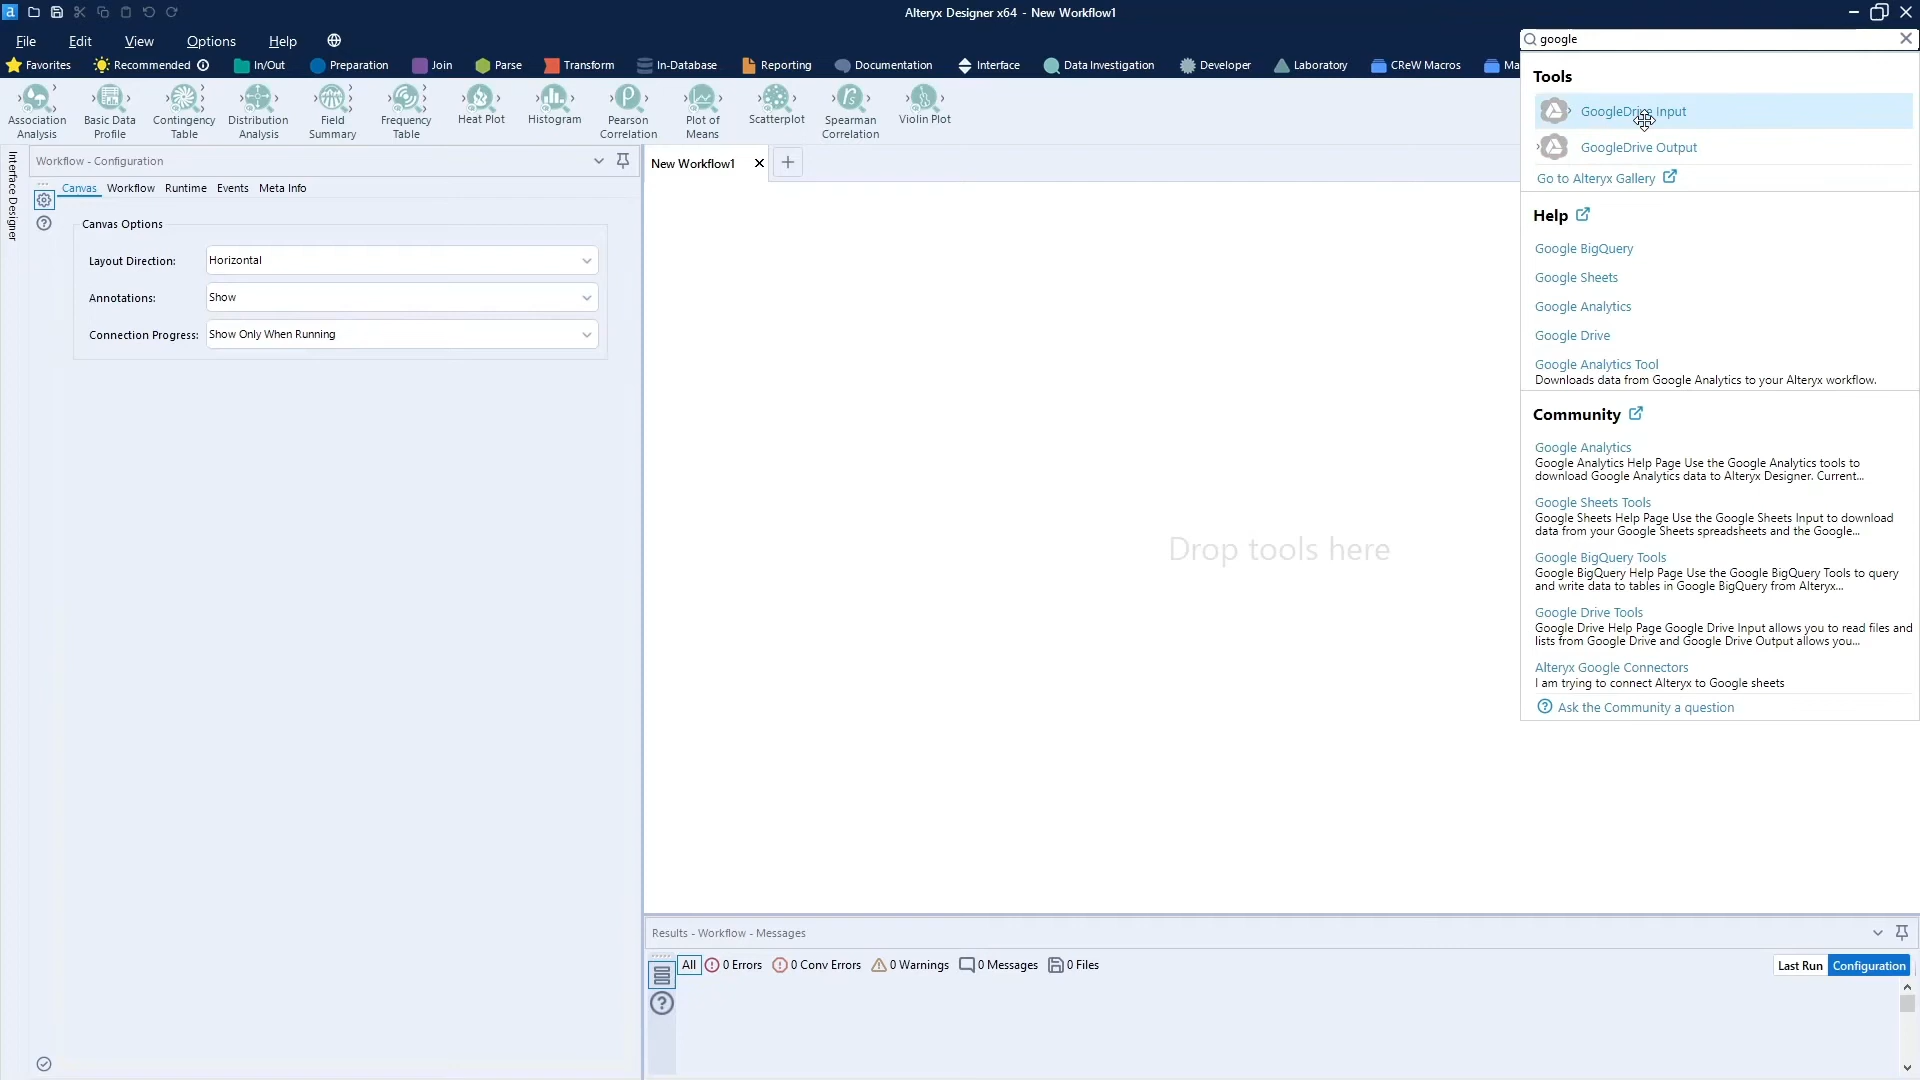 a
Alteryx Designer x64 - New Workflow1
File Edit View Options Help
google
Favorites Recommended In/Out Preparation Join Parse Transform In-Database Reporting Documentation Interface Data Investigation Developer Laboratory CReW Macros
Association Analysis
Basic Data Profile
Contingency Table
Distribution Analysis
Field Summary
Frequency Table
Heat Plot
Histogram
Pearson Correlation
Plot of Means
Scatterplot
Spearman Correlation
Violin Plot
Interface Designer
Workflow - Configuration
Canvas Workflow Runtime Events Meta Info
Canvas Options
Layout Direction: Horizontal
Annotations: Show
Connection Progress: Show Only When Running
New Workflow1
Drop tools here
Tools
GoogleDrive Input
GoogleDrive Output
Go to Alteryx Gallery
Help
Google BigQuery
Google Sheets
Google Analytics
Google Drive
Google Analytics Tool
Downloads data from Google Analytics to your Alteryx workflow.
Community
Google Analytics
Google Analytics Help Page Use the Google Analytics tools to
download Google Analytics data to Alteryx Designer. Current...
Google Sheets Tools
Google Sheets Help Page Use the Google Sheets Input to download
data from your Google Sheets spreadsheets and the Google...
Google BigQuery Tools
Google BigQuery Help Page Use the Google BigQuery Tools to query
and write data to tables in Google BigQuery from Alteryx...
Google Drive Tools
Google Drive Help Page Google Drive Input allows you to read files and
lists from Google Drive and Google Drive Output allows you...
Alteryx Google Connectors
I am trying to connect Alteryx to Google sheets
Ask the Community a question
Results - Workflow - Messages
All 0 Errors 0 Conv Errors 0 Warnings 0 Messages 0 Files
Last Run Configuration